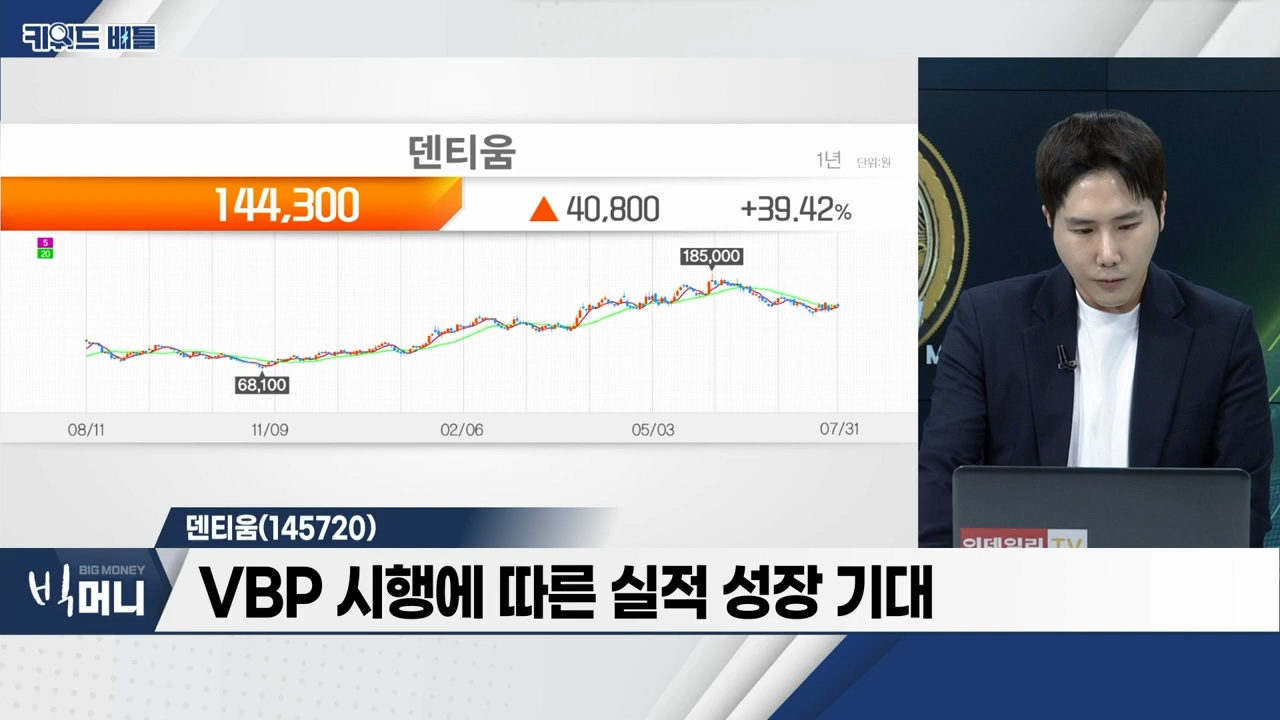 키워드 배틀
덴티움
1년 단위:원
144,300 ▲ 40,800 +39.42%
5
20
185,000
68,100
08/11 11/09 02/06 05/03 07/31
M
이데일리 TV
덴티움(145720)
BIG MONEY
빅머니
VBP 시행에 따른 실적 성장 기대